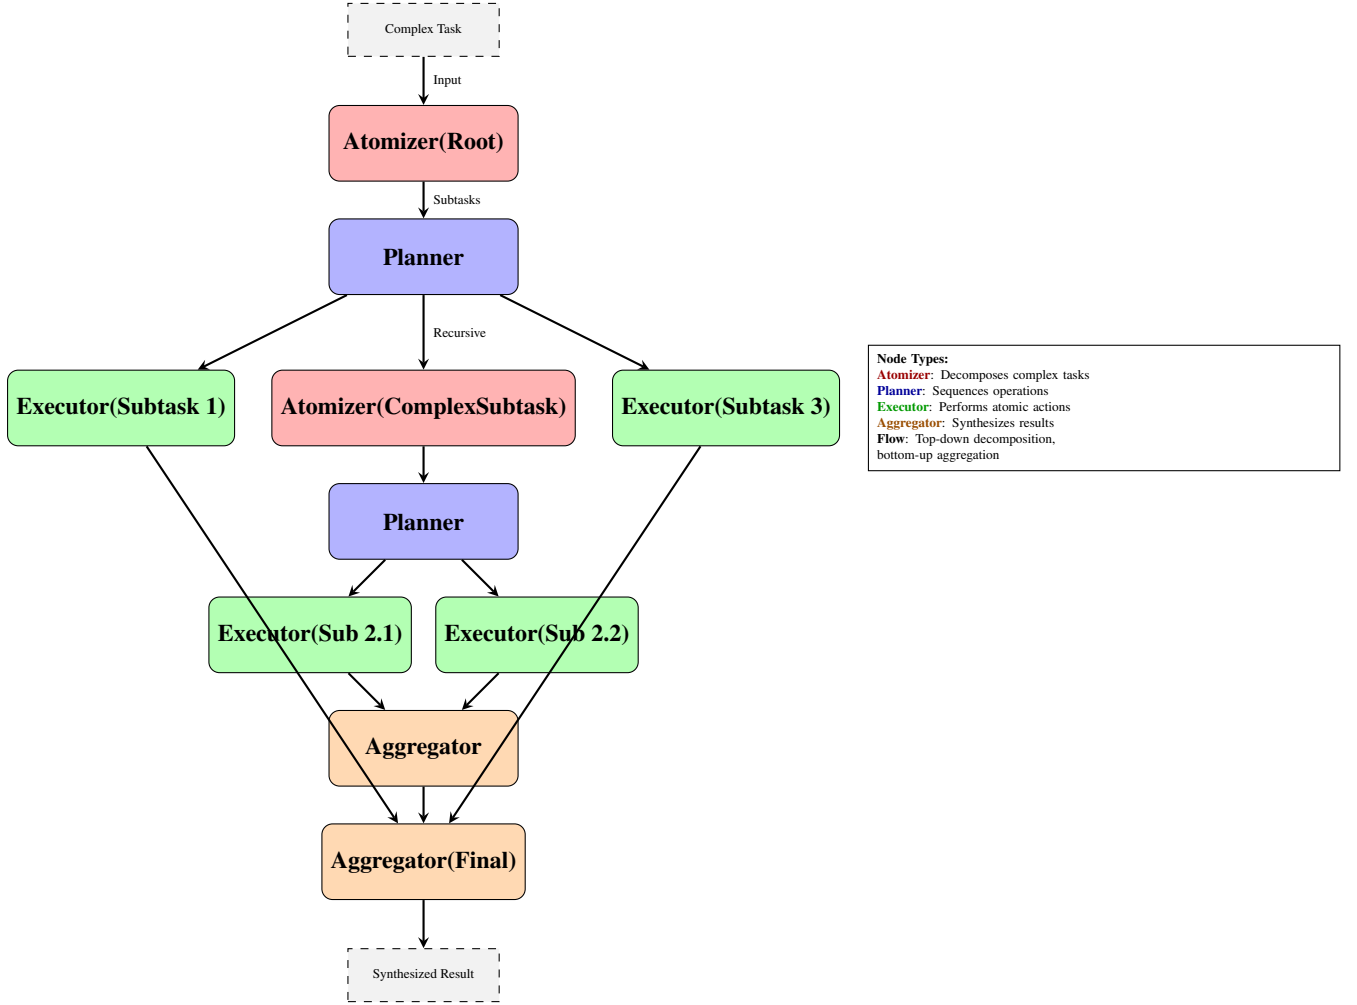 Complex Task
Input
Atomizer(Root)
Subtasks
Planner
Recursive
Executor(Subtask 1)
Atomizer(ComplexSubtask)
Executor(Subtask 3)
Planner
Executor(Sub 2.1)
Executor(Sub 2.2)
Aggregator
Aggregator(Final)
Synthesized Result
Node Types:
Atomizer: Decomposes complex tasks
Planner: Sequences operations
Executor: Performs atomic actions
Aggregator: Synthesizes results
Flow: Top-down decomposition,
bottom-up aggregation